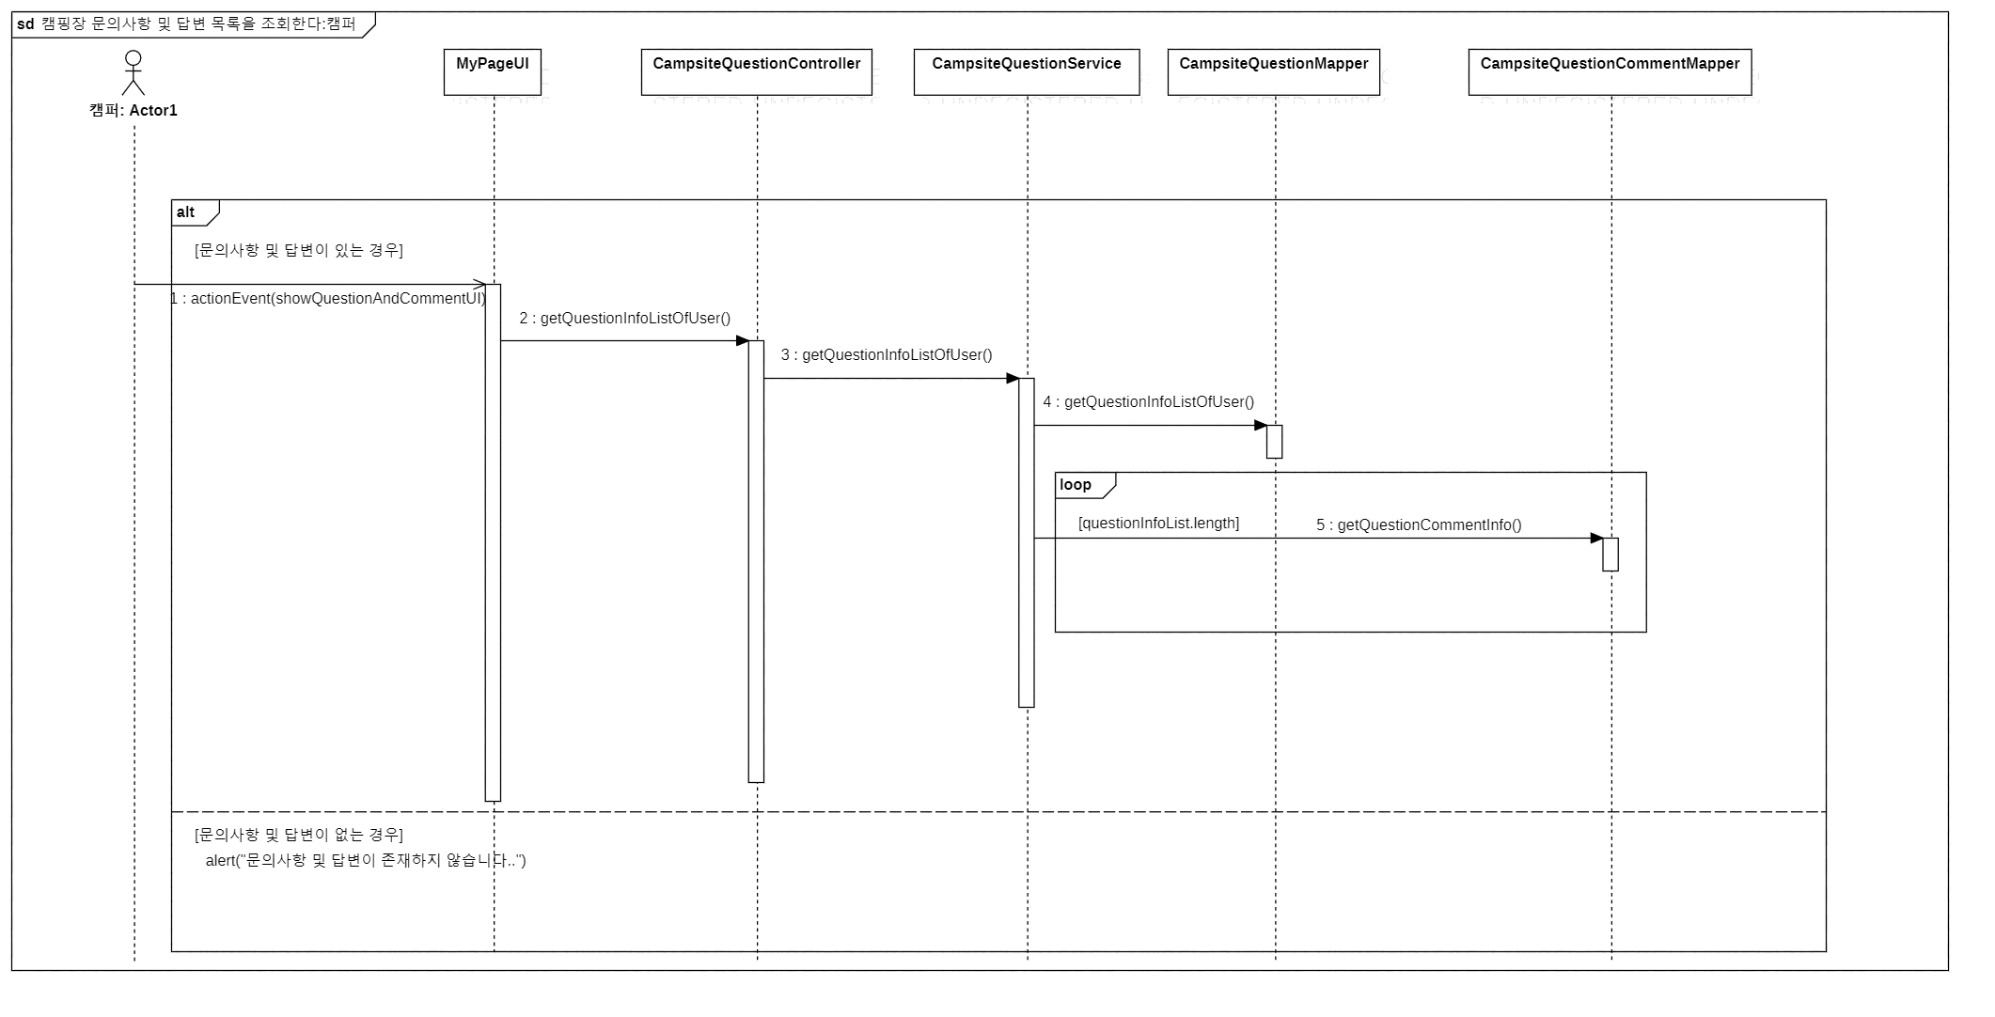 sd 캠핑장 문의사항 및 답변 목록을 조회한다:캠퍼
MyPageUI
CampsiteQuestionController
CampsiteQuestionService
CampsiteQuestionMapper
CampsiteQuestionCommentMapper
캠퍼: Actor1
alt
[문의사항 및 답변이 있는 경우]
1 : actionEvent(showQuestionAndCommentUI)
2 : getQuestionInfoListOfUser()
3 : getQuestionInfoListOfUser()
4 : getQuestionInfoListOfUser()
loop
[questionInfoList.length]
5 : getQuestionCommentInfo()
[문의사항 및 답변이 없는 경우]
alert("문의사항 및 답변이 존재하지 않습니다..")